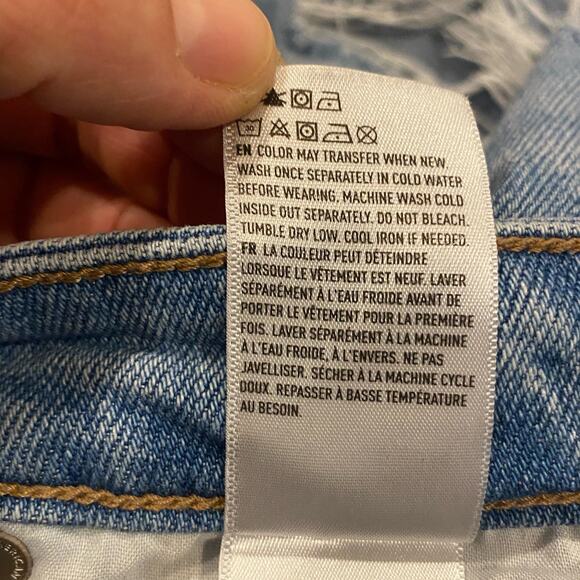 30
EN COLOR MAY TRANSFER WHEN NEW.
WASH ONCE SEPARATELY IN COLD WATER
BEFORE WEARING. MACHINE WASH COLD
INSIDE OUT SEPARATELY. DO NOT BLEACH.
TUMBLE DRY LOW. COOL IRON IF NEEDED.
FR LA COULEUR PEUT DÉTEINDRE
LORSQUE LE VÊTEMENT EST NEUF. LAVER
SÉPARÉMENT À L'EAU FROIDE AVANT DE
PORTER LE VÊTEMENT POUR LA PREMIÈRE
FOIS. LAVER SÉPARÉMENT À LA MACHINE
À L'EAU FROIDE, À L'ENVERS. NE PAS
JAVELLISER. SÉCHER À LA MACHINE CYCLE
DOUX. REPASSER À BASSE TEMPÉRATURE
AU BESOIN.